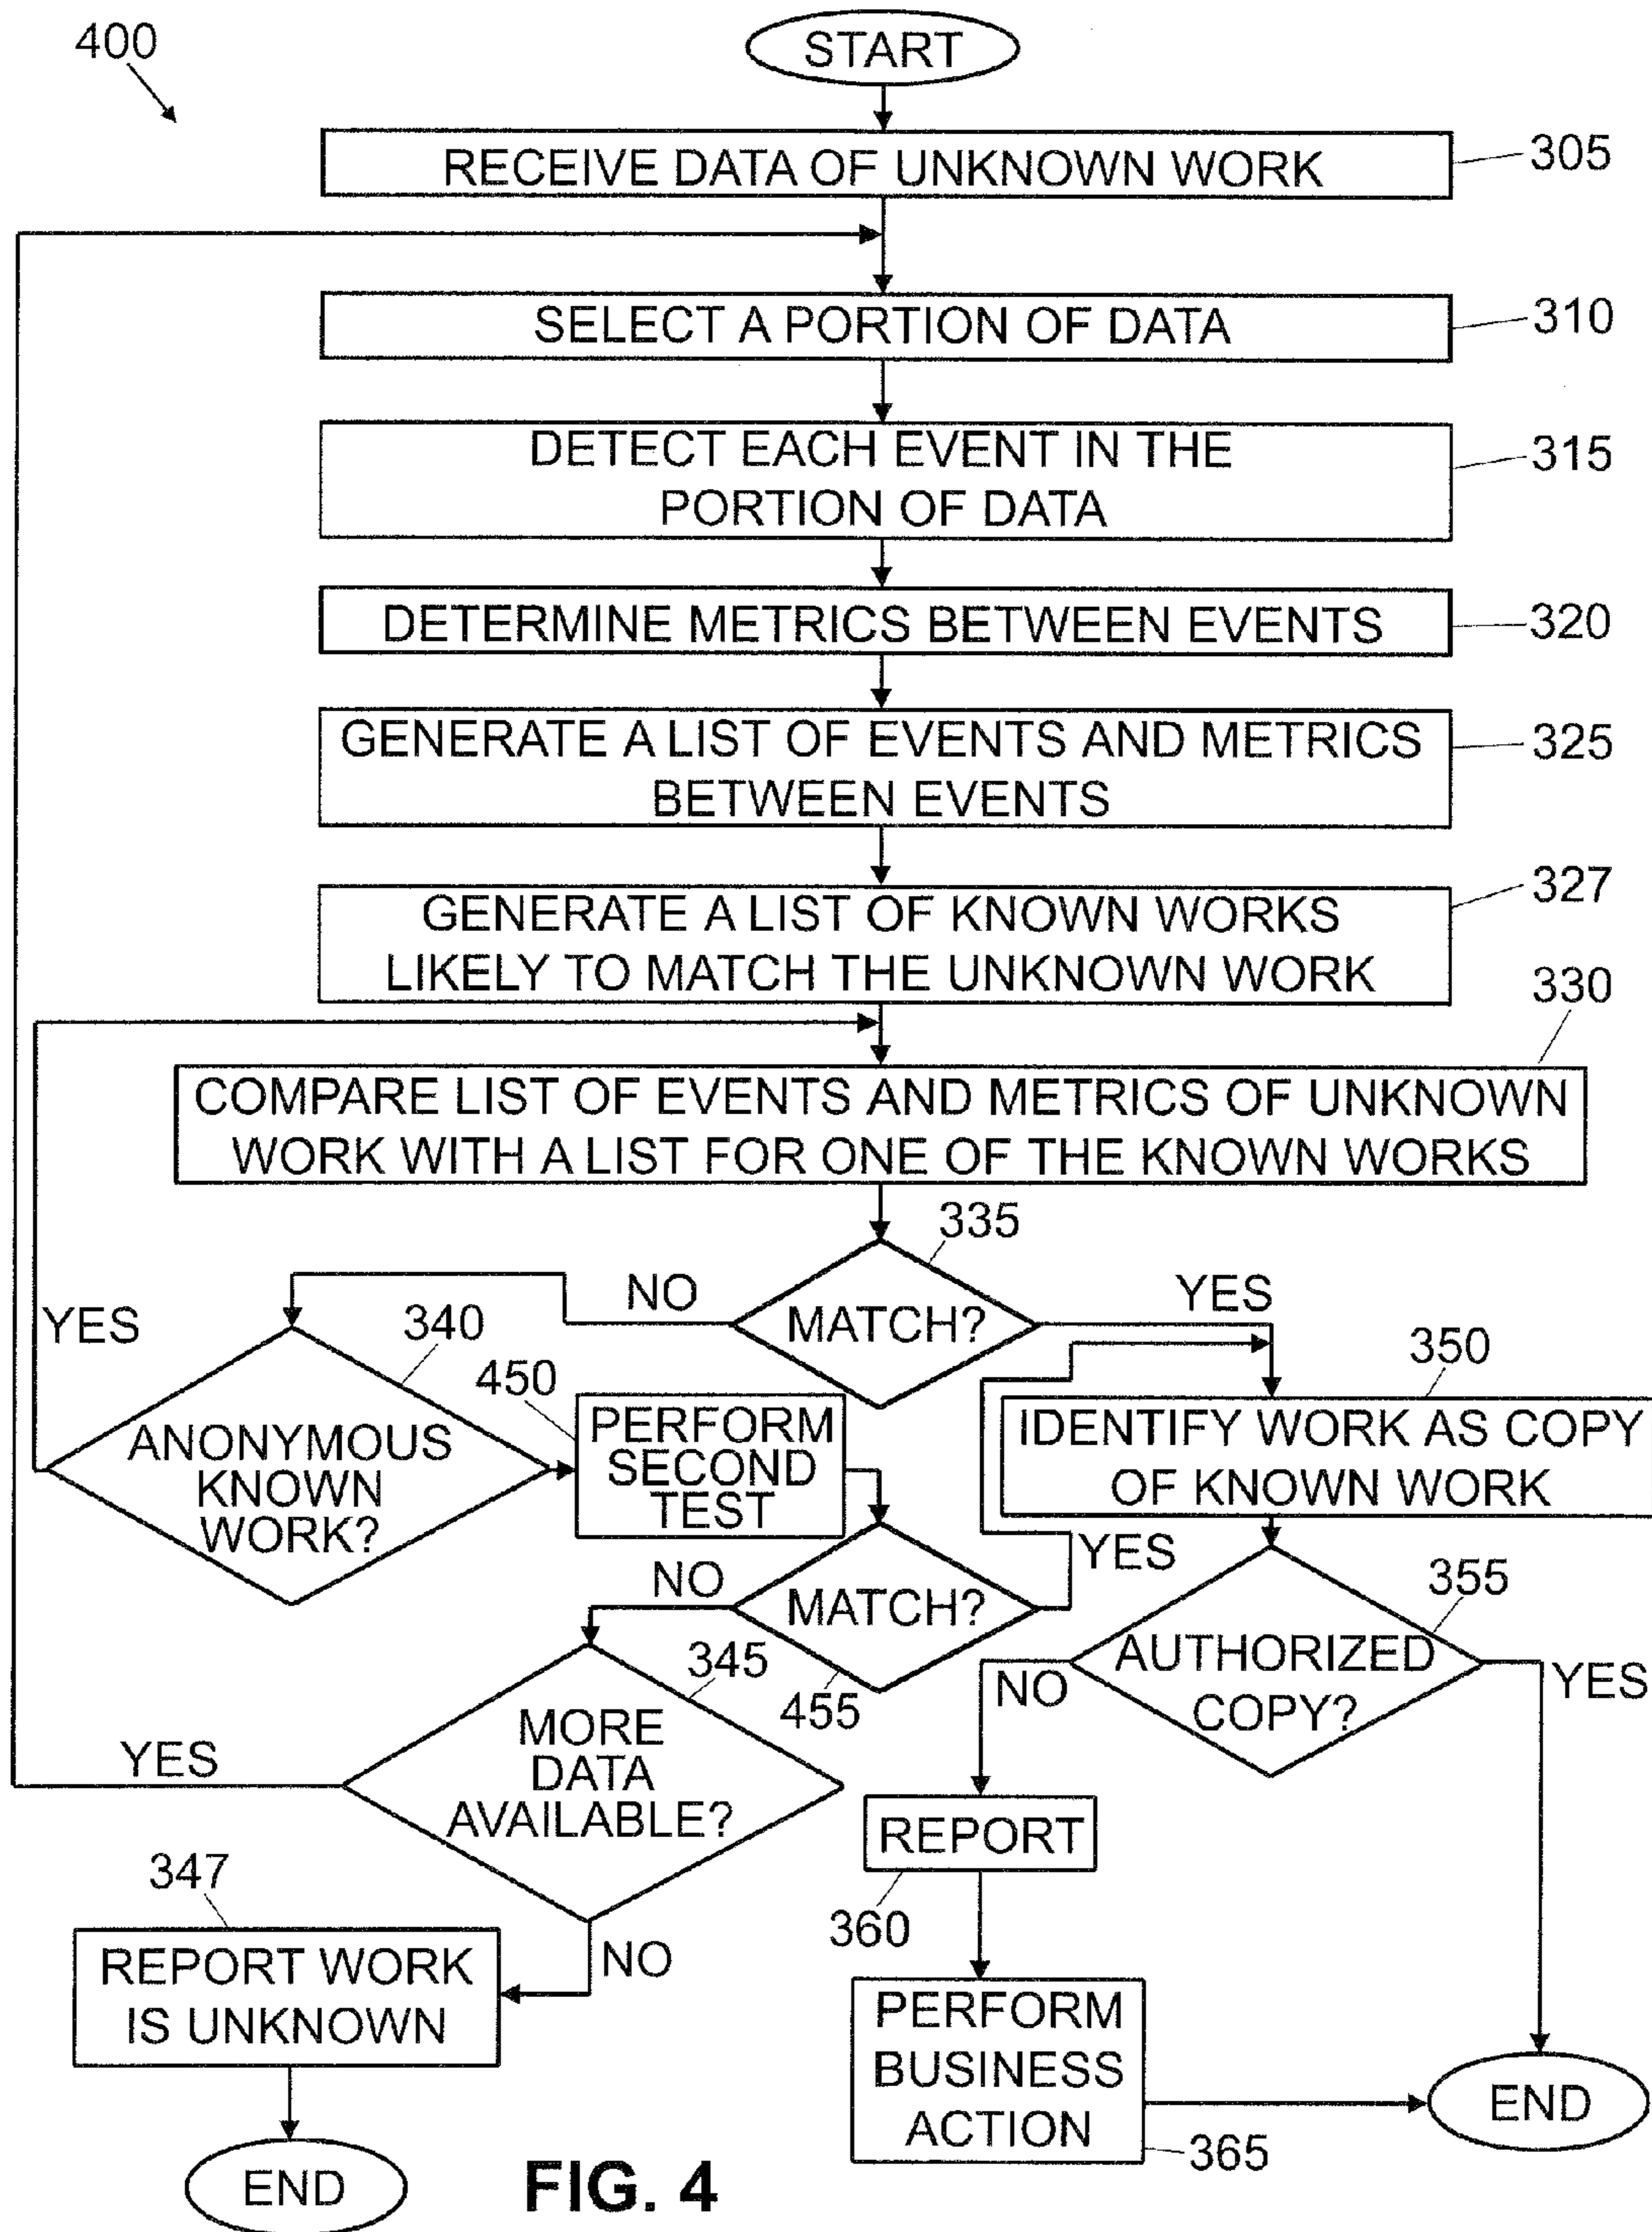 400
START
RECEIVE DATA OF UNKNOWN WORK
305
SELECT A PORTION OF DATA
310
DETECT EACH EVENT IN THE
PORTION OF DATA
315
DETERMINE METRICS BETWEEN EVENTS
320
GENERATE A LIST OF EVENTS AND METRICS
BETWEEN EVENTS
325
GENERATE A LIST OF KNOWN WORKS
LIKELY TO MATCH THE UNKNOWN WORK
327
330
COMPARE LIST OF EVENTS AND METRICS OF UNKNOWN
WORK WITH A LIST FOR ONE OF THE KNOWN WORKS
335
NO
MATCH?
YES
YES
340
ANONYMOUS
KNOWN
WORK?
450
PERFORM
SECOND
TEST
350
IDENTIFY WORK AS COPY
OF KNOWN WORK
NO
MATCH?
YES
455
355
AUTHORIZED
COPY?
NO
YES
345
MORE
DATA
AVAILABLE?
YES
NO
REPORT
360
347
REPORT WORK
IS UNKNOWN
PERFORM
BUSINESS
ACTION
365
END
END
FIG. 4